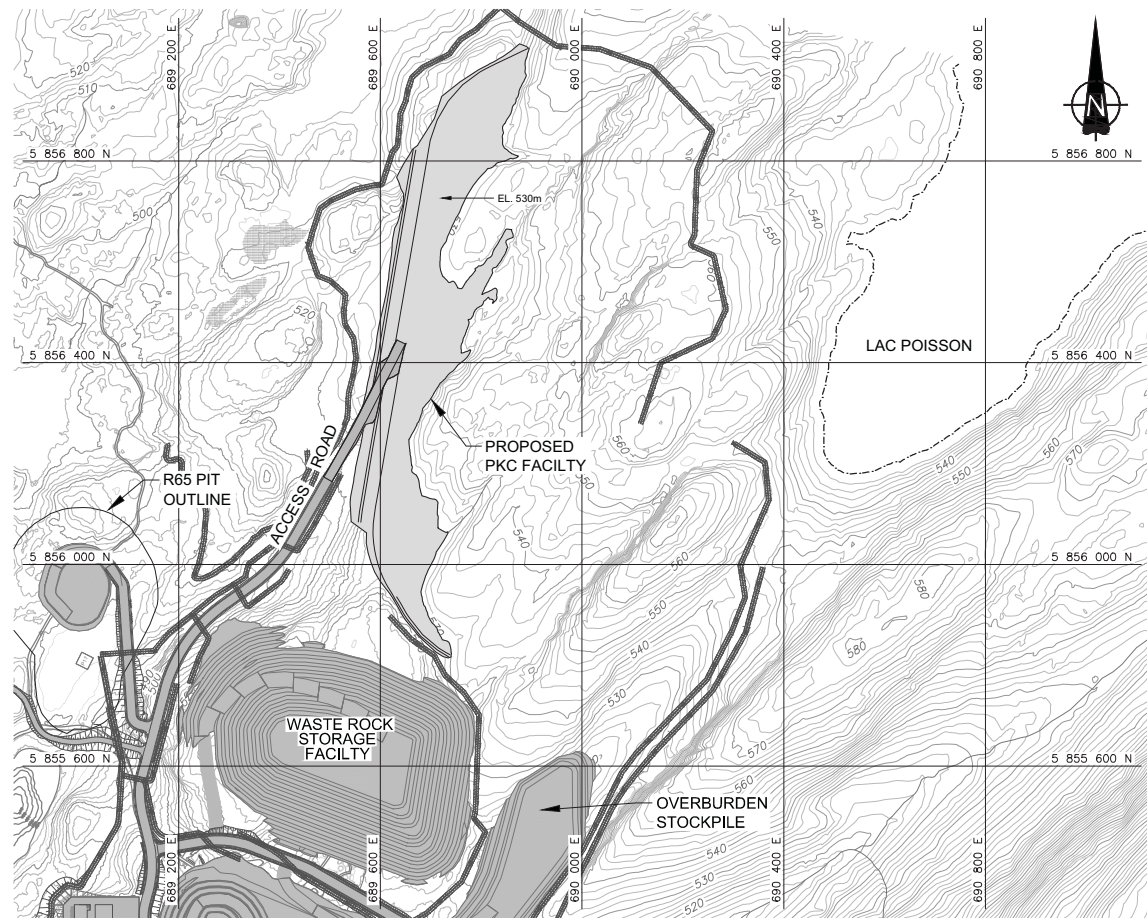 689 200 E
689 600 E
690 000 E
690 400 E
690 800 E
N
520
5 856 800 N
5 856 800 N
500
EL. 530m
540
550
560
520
LAC POISSON
5 856 400 N
5 856 400 N
ACCESS ROAD
PROPOSED
PKC FACILTY
560
550
560
570
540
550
R65 PIT
OUTLINE
540
580
5 856 000 N
5 856 000 N
560
550
540
530
580
580
WASTE ROCK
STORAGE
FACILTY
570
560
5 855 600 N
5 855 600 N
OVERBURDEN
STOCKPILE
540
530
520
689 200 E
689 600 E
690 000 E
690 400 E
690 800 E